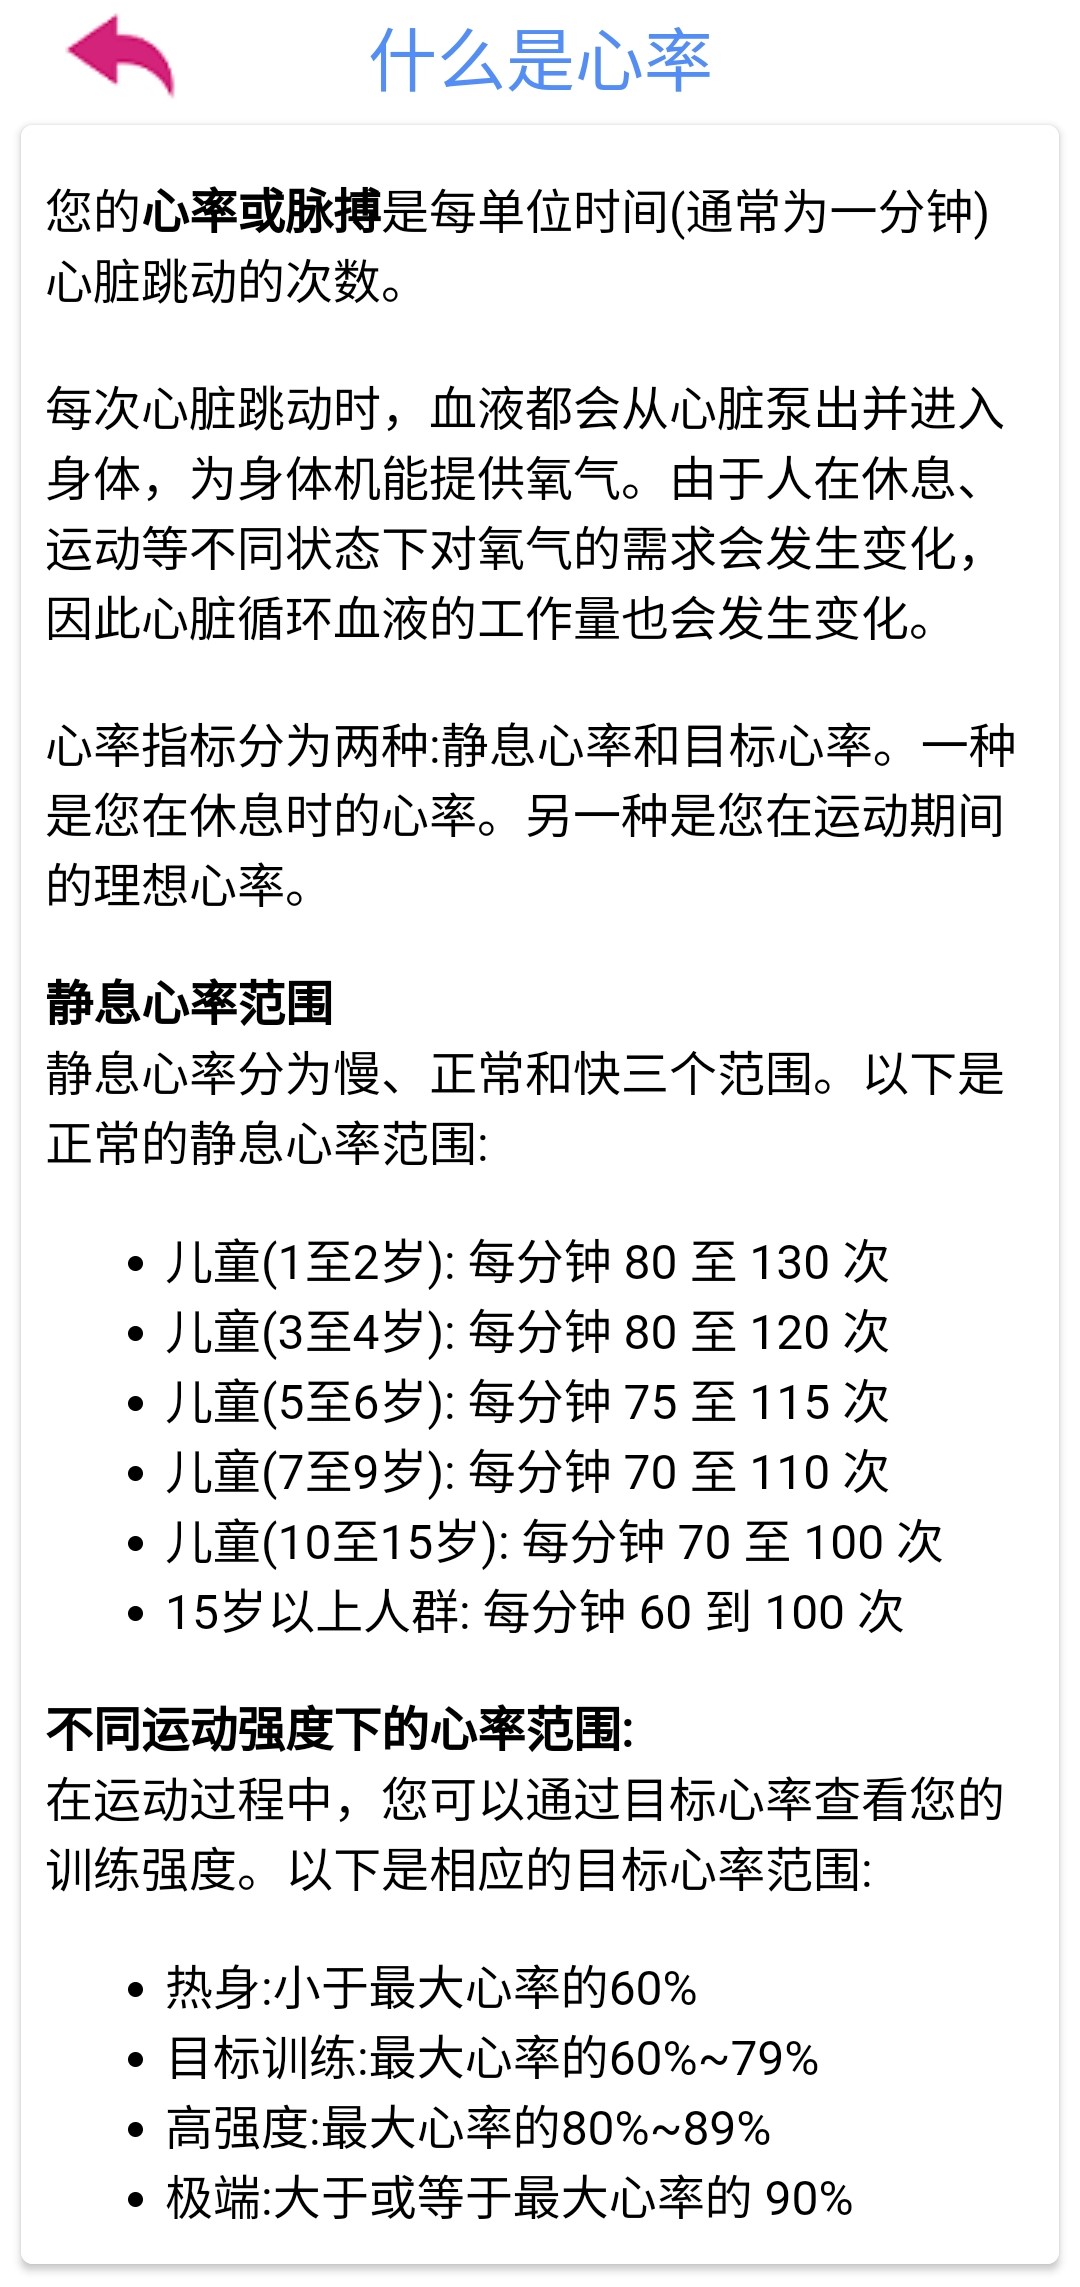 什么是心率
您的心率或脉搏是每单位时间(通常为一分钟)
心脏跳动的次数。
每次心脏跳动时，血液都会从心脏泵出并进入
身体，为身体机能提供氧气。由于人在休息、
运动等不同状态下对氧气的需求会发生变化，
因此心脏循环血液的工作量也会发生变化。
心率指标分为两种:静息心率和目标心率。一种
是您在休息时的心率。另一种是您在运动期间
的理想心率。
静息心率范围
静息心率分为慢、正常和快三个范围。以下是
正常的静息心率范围:
• 儿童(1至2岁): 每分钟 80 至 130 次
• 儿童(3至4岁): 每分钟 80 至 120 次
• 儿童(5至6岁): 每分钟 75 至 115 次
• 儿童(7至9岁): 每分钟 70 至 110 次
• 儿童(10至15岁): 每分钟 70 至 100 次
• 15岁以上人群: 每分钟 60 到 100 次
不同运动强度下的心率范围:
在运动过程中，您可以通过目标心率查看您的
训练强度。以下是相应的目标心率范围:
• 热身:小于最大心率的60%
• 目标训练:最大心率的60%~79%
• 高强度:最大心率的80%~89%
• 极端:大于或等于最大心率的 90%